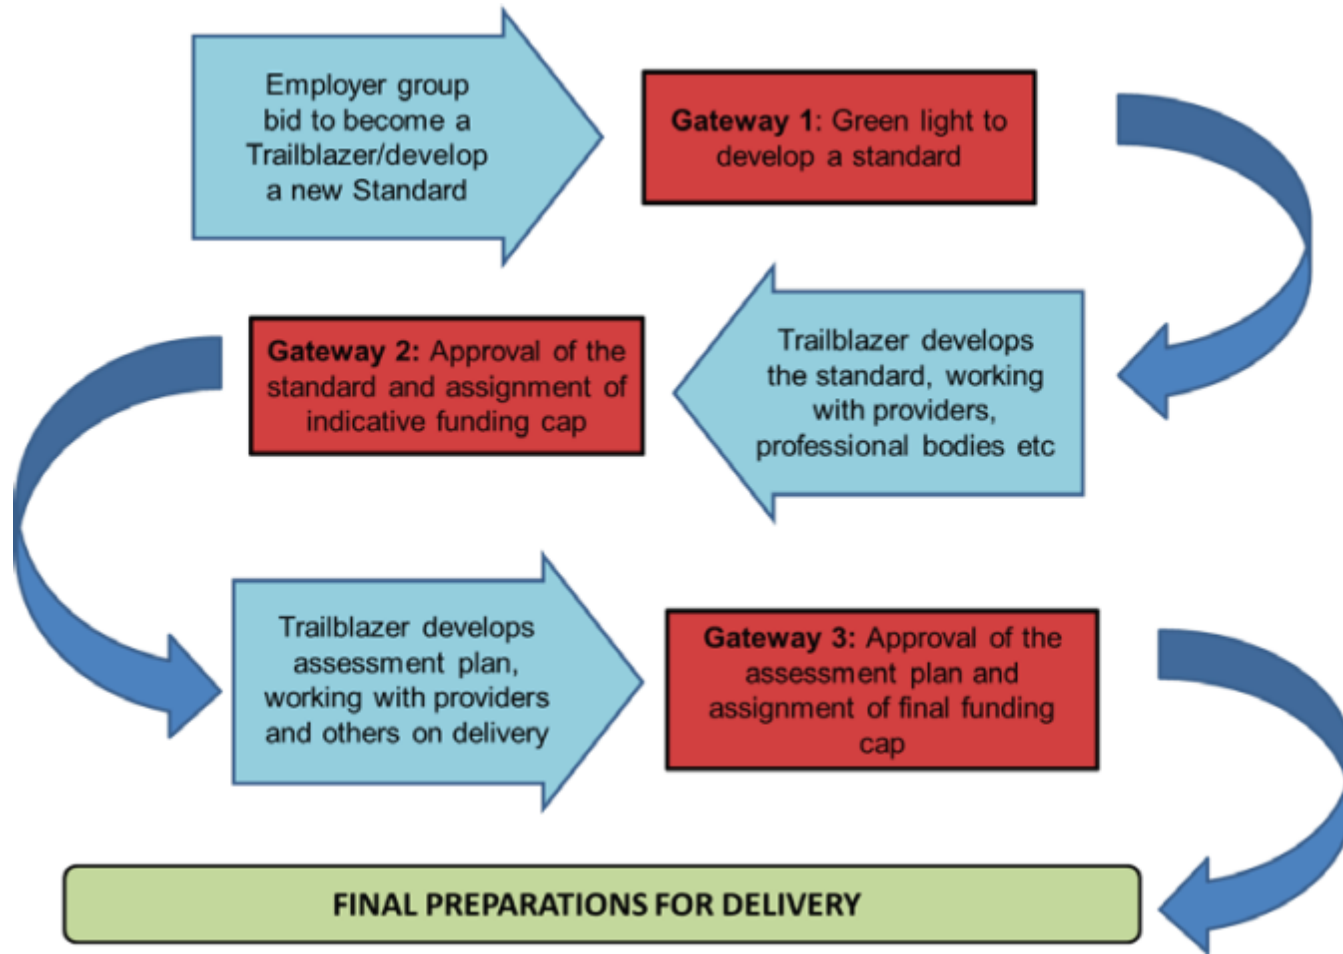 Employer group
bid to become a
Trailblazer/develop
a new Standard
Gateway 1: Green light to
develop a standard
Trailblazer develops
the standard, working
with providers,
professional bodies etc
Gateway 2: Approval of the
standard and assignment of
indicative funding cap
Trailblazer develops
assessment plan,
working with providers
and others on delivery
Gateway 3: Approval of the
assessment plan and
assignment of final funding
cap
FINAL PREPARATIONS FOR DELIVERY